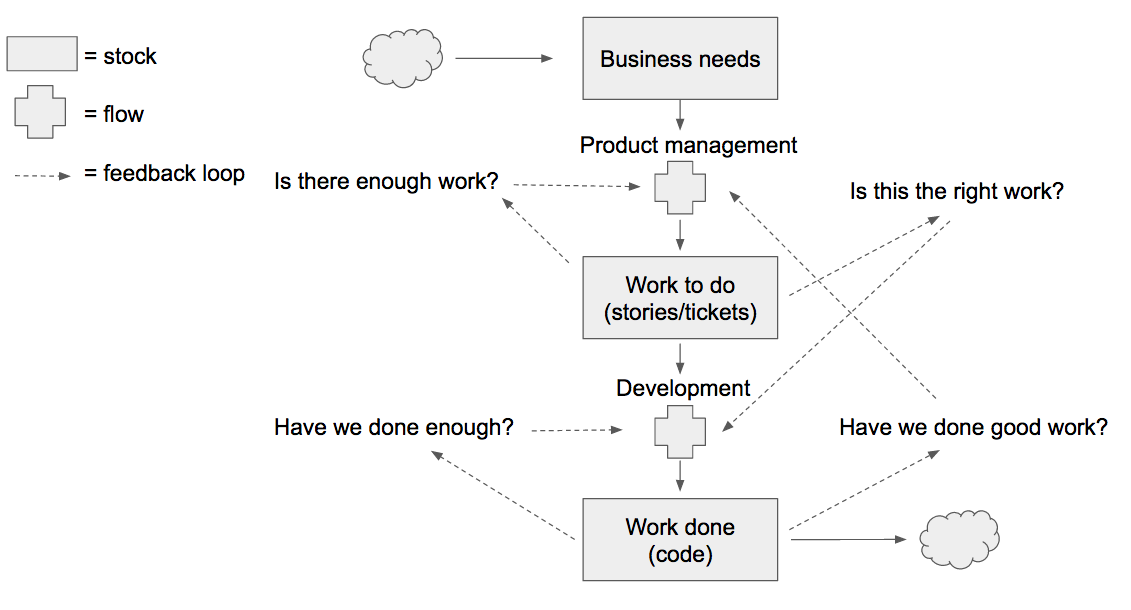 = stock
= flow
= feedback loop
Business needs
Product management
Is there enough work?
Is this the right work?
Work to do
(stories/tickets)
Development
Have we done enough?
Have we done good work?
Work done
(code)